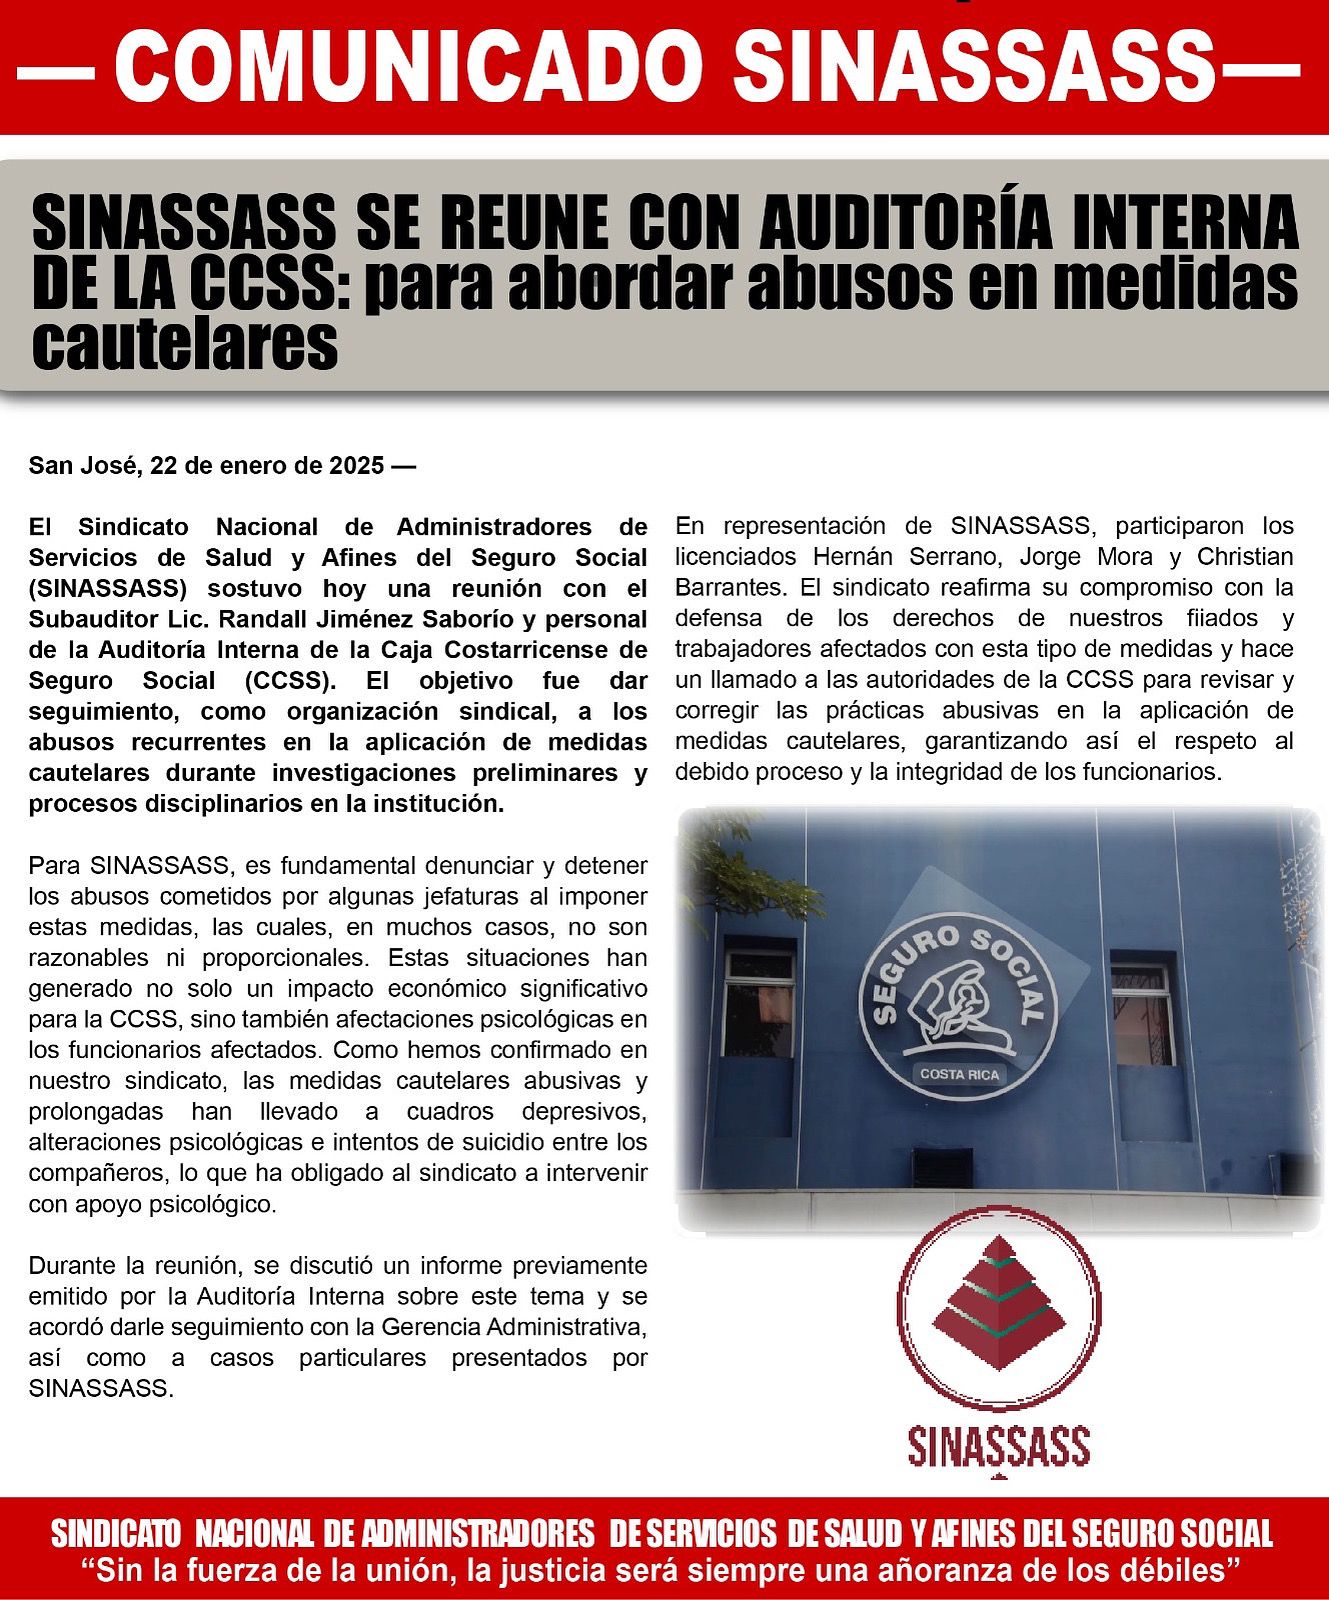 — COMUNICADO SINASSASS—
SINASSASS SE REUNE CON AUDITORÍA INTERNA
DE LA CCSS: para abordar abusos en medidas
cautelares
San José, 22 de enero de 2025 —
El Sindicato Nacional de Administradores de
Servicios de Salud y Afines del Seguro Social
(SINASSASS) sostuvo hoy una reunión con el
Subauditor Lic. Randall Jiménez Saborío y personal
de la Auditoría Interna de la Caja Costarricense de
Seguro Social (CCSS). El objetivo fue dar
seguimiento, como organización sindical, a los
abusos recurrentes en la aplicación de medidas
cautelares durante investigaciones preliminares y
procesos disciplinarios en la institución.
Para SINASSASS, es fundamental denunciar y detener
los abusos cometidos por algunas jefaturas al imponer
estas medidas, las cuales, en muchos casos, no son
razonables ni proporcionales. Estas situaciones han
generado no solo un impacto económico significativo
para la CCSS, sino también afectaciones psicológicas en
los funcionarios afectados. Como hemos confirmado en
nuestro sindicato, las medidas cautelares abusivas y
prolongadas han llevado a cuadros depresivos,
alteraciones psicológicas e intentos de suicidio entre los
compañeros, lo que ha obligado al sindicato a intervenir
con apoyo psicológico.
Durante la reunión, se discutió un informe previamente
emitido por la Auditoría Interna sobre este tema y se
acordó darle seguimiento con la Gerencia Administrativa,
así como a casos particulares presentados por
SINASSASS.
En representación de SINASSASS, participaron los
licenciados Hernán Serrano, Jorge Mora y Christian
Barrantes. El sindicato reafirma su compromiso con la
defensa de los derechos de nuestros fiiados y
trabajadores afectados con esta tipo de medidas y hace
un llamado a las autoridades de la CCSS para revisar y
corregir las prácticas abusivas en la aplicación de
medidas cautelares, garantizando así el respeto al
debido proceso y la integridad de los funcionarios.
SEGURO SOCIAL
COSTA RICA
SINASSASS
SINDICATO NACIONAL DE ADMINISTRADORES DE SERVICIOS DE SALUD Y AFINES DEL SEGURO SOCIAL
“Sin la fuerza de la unión, la justicia será siempre una añoranza de los débiles”